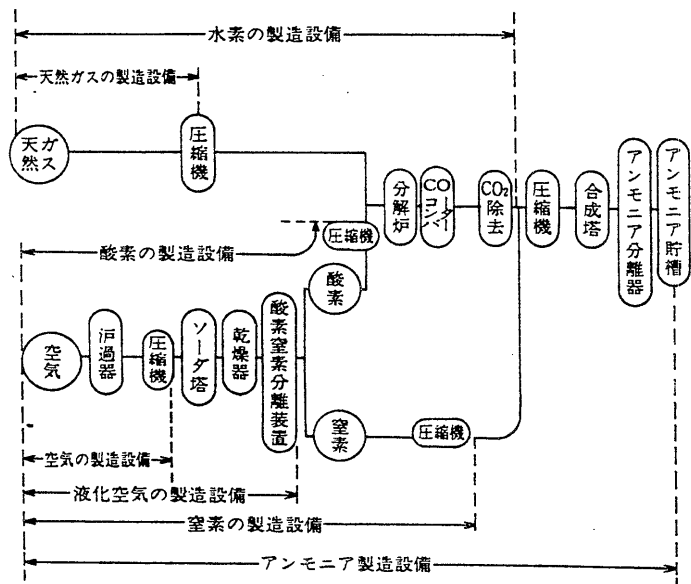 水素の製造設備
天然ガスの製造設備
天然ガス
圧縮機
分解炉
COコンバーター
CO₂除去
圧縮機
合成塔
アンモニア分離器
アンモニア貯槽
圧縮機
酸素の製造設備
酸素
空気
沪過器
圧縮機
ソーダ塔
乾燥器
酸素窒素分離装置
窒素
圧縮機
空気の製造設備
液化空気の製造設備
窒素の製造設備
アンモニア製造設備